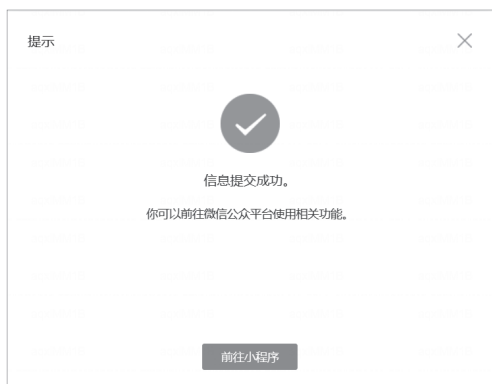 提示
信息提交成功。
你可以前往微信公众平台使用相关功能。
前往小程序